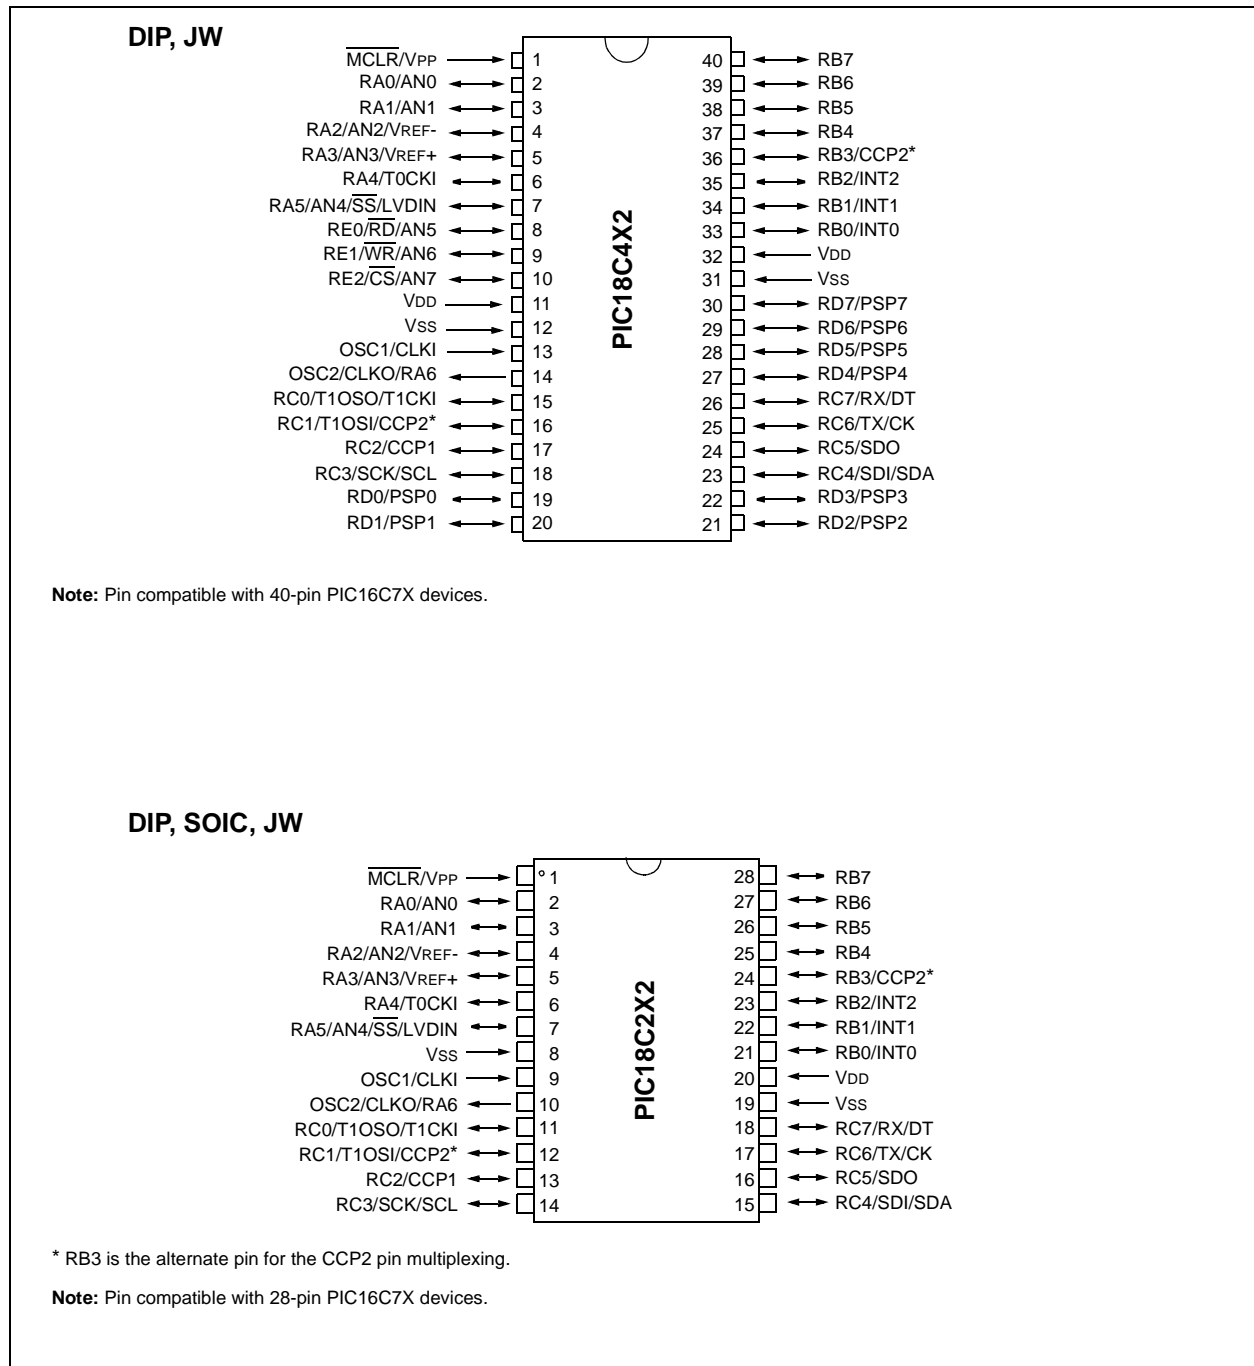 DIP, JW
MCLR/VPP 1 40 RB7
RA0/AN0 2 39 RB6
RA1/AN1 3 38 RB5
RA2/AN2/VREF- 4 37 RB4
RA3/AN3/VREF+ 5 36 RB3/CCP2*
RA4/T0CKI 6 35 RB2/INT2
RA5/AN4/SS/LVDIN 7 34 RB1/INT1
RE0/RD/AN5 8 33 RB0/INT0
RE1/WR/AN6 9 32 VDD
RE2/CS/AN7 10 31 VSS
VDD 11 30 RD7/PSP7
VSS 12 29 RD6/PSP6
OSC1/CLKI 13 28 RD5/PSP5
OSC2/CLKO/RA6 14 27 RD4/PSP4
RC0/T1OSO/T1CKI 15 26 RC7/RX/DT
RC1/T1OSI/CCP2* 16 25 RC6/TX/CK
RC2/CCP1 17 24 RC5/SDO
RC3/SCK/SCL 18 23 RC4/SDI/SDA
RD0/PSP0 19 22 RD3/PSP3
RD1/PSP1 20 21 RD2/PSP2
PIC18C4X2
Note: Pin compatible with 40-pin PIC16C7X devices.
DIP, SOIC, JW
MCLR/VPP 1 28 RB7
RA0/AN0 2 27 RB6
RA1/AN1 3 26 RB5
RA2/AN2/VREF- 4 25 RB4
RA3/AN3/VREF+ 5 24 RB3/CCP2*
RA4/T0CKI 6 23 RB2/INT2
RA5/AN4/SS/LVDIN 7 22 RB1/INT1
VSS 8 21 RB0/INT0
OSC1/CLKI 9 20 VDD
OSC2/CLKO/RA6 10 19 VSS
RC0/T1OSO/T1CKI 11 18 RC7/RX/DT
RC1/T1OSI/CCP2* 12 17 RC6/TX/CK
RC2/CCP1 13 16 RC5/SDO
RC3/SCK/SCL 14 15 RC4/SDI/SDA
PIC18C2X2
* RB3 is the alternate pin for the CCP2 pin multiplexing.
Note: Pin compatible with 28-pin PIC16C7X devices.